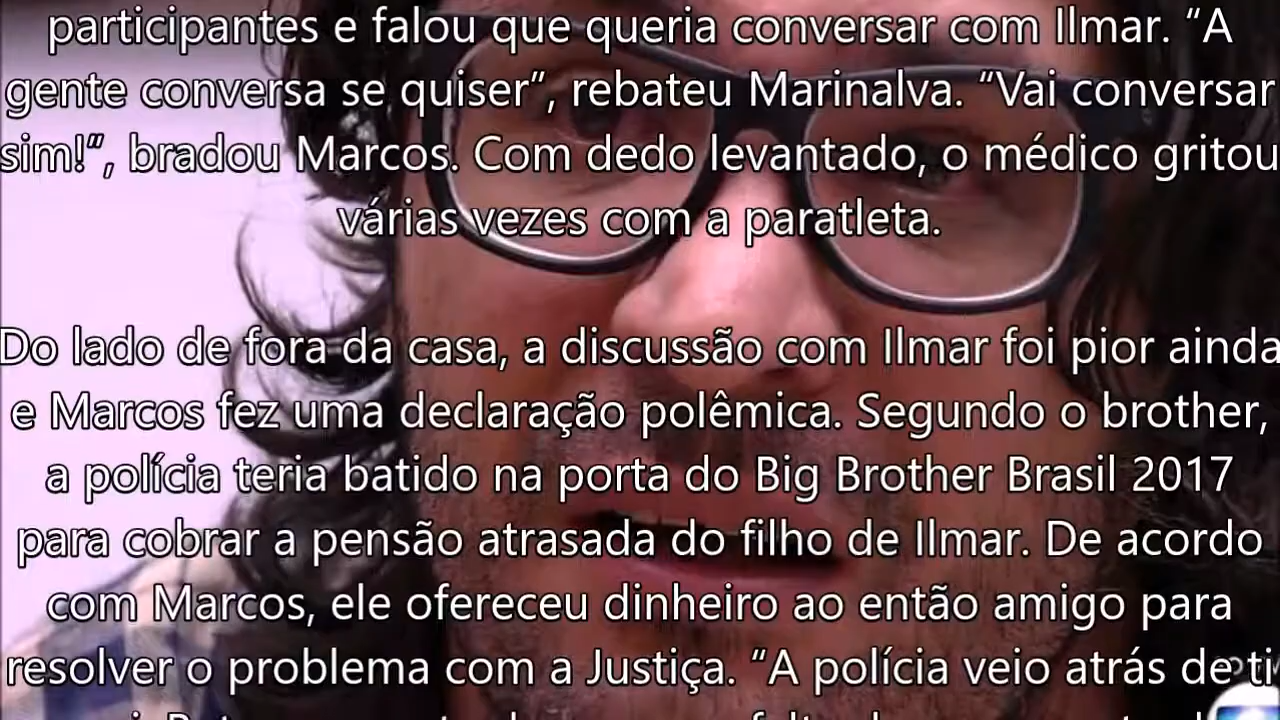 participantes e falou que queria conversar com Ilmar. “A
gente conversa se quiser”, rebateu Marinalva. “Vai conversar
sim!”, bradou Marcos. Com dedo levantado, o médico gritou
várias vezes com a paratleta.
Do lado de fora da casa, a discussão com Ilmar foi pior ainda
e Marcos fez uma declaração polêmica. Segundo o brother,
a polícia teria batido na porta do Big Brother Brasil 2017
para cobrar a pensão atrasada do filho de Ilmar. De acordo
com Marcos, ele ofereceu dinheiro ao então amigo para
resolver o problema com a Justiça. “A polícia veio atrás de ti